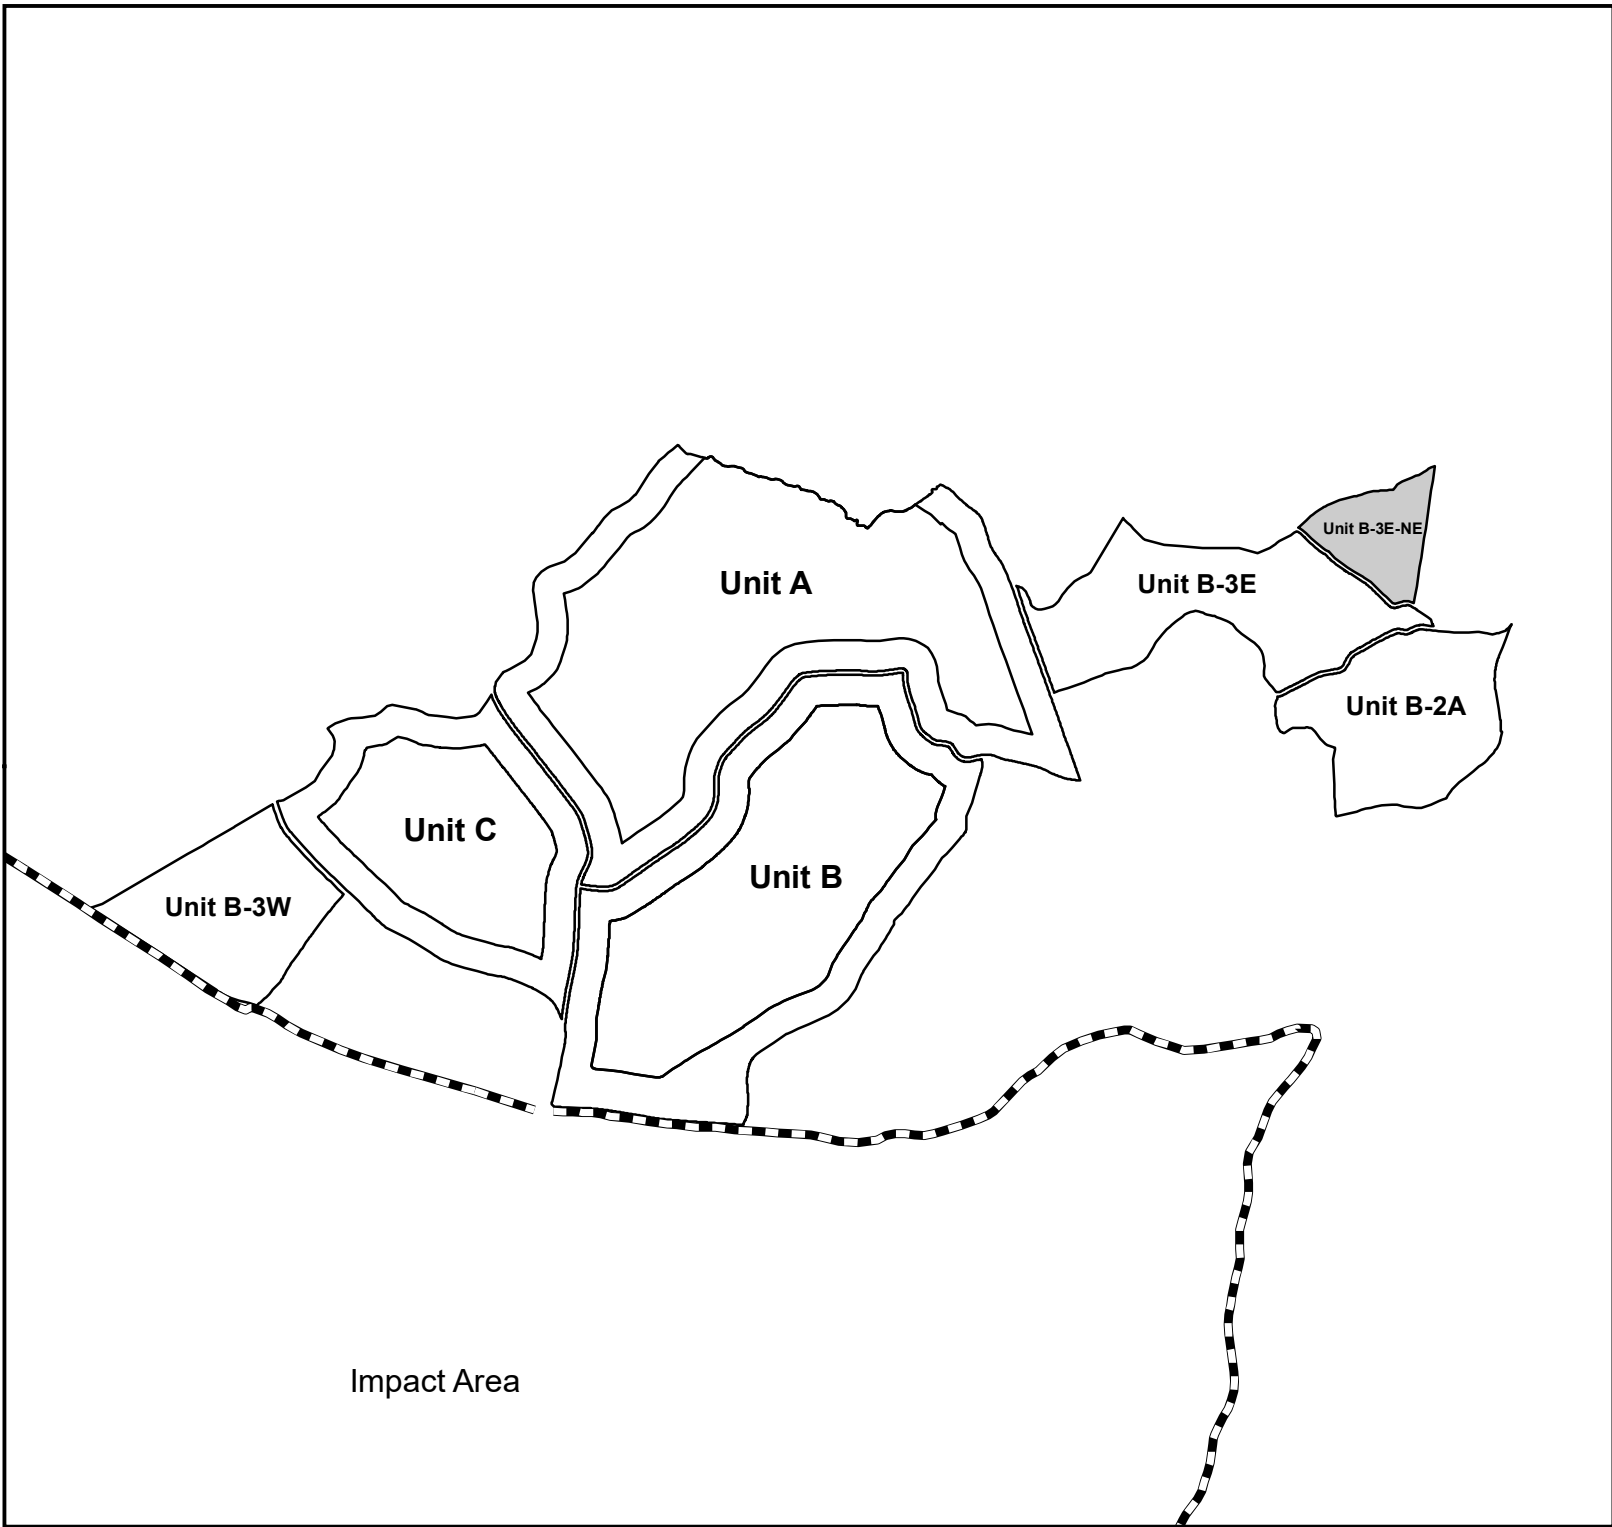 Unit B-3E-NE
Unit A
Unit B-3E
Unit B-2A
Unit C
Unit B
Unit B-3W
Impact Area